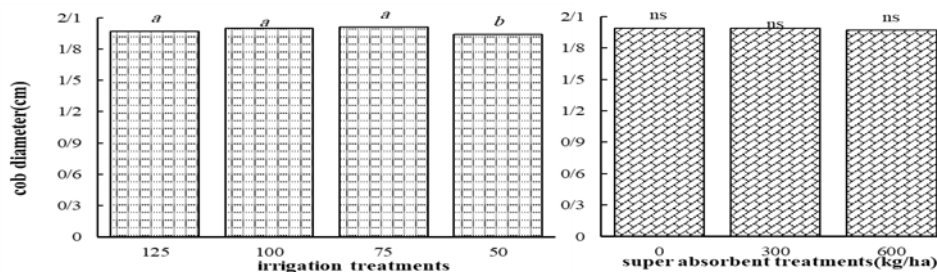 2/1
1/8
1/5
1/2
0/9
0/6
0/3
0
cob diameter(cm)
a a a b
125 100 75 50
irrigation treatments
2/1
1/8
1/5
1/2
0/9
0/6
0/3
0
ns ns ns
0 300 600
super absorbent treatments(kg/ha)